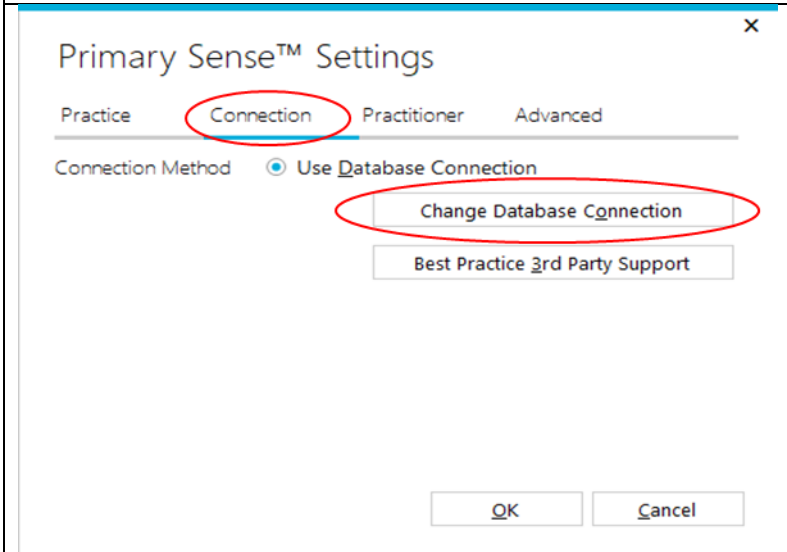 ×
Primary Sense™ Settings
Practice Connection Practitioner Advanced
Connection Method Use Database Connection
Change Database Connection
Best Practice 3rd Party Support
OK Cancel